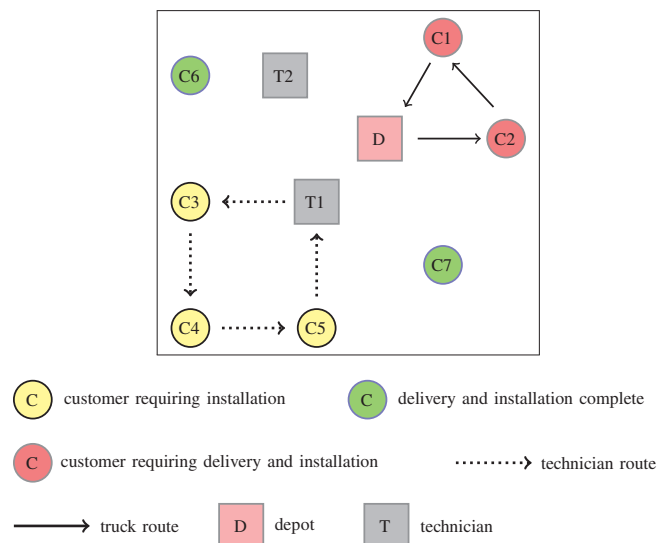 C1
C6
T2
D
C2
C3
T1
C7
C4
C5
C customer requiring installation
C delivery and installation complete
C customer requiring delivery and installation
technician route
truck route
D depot
T technician